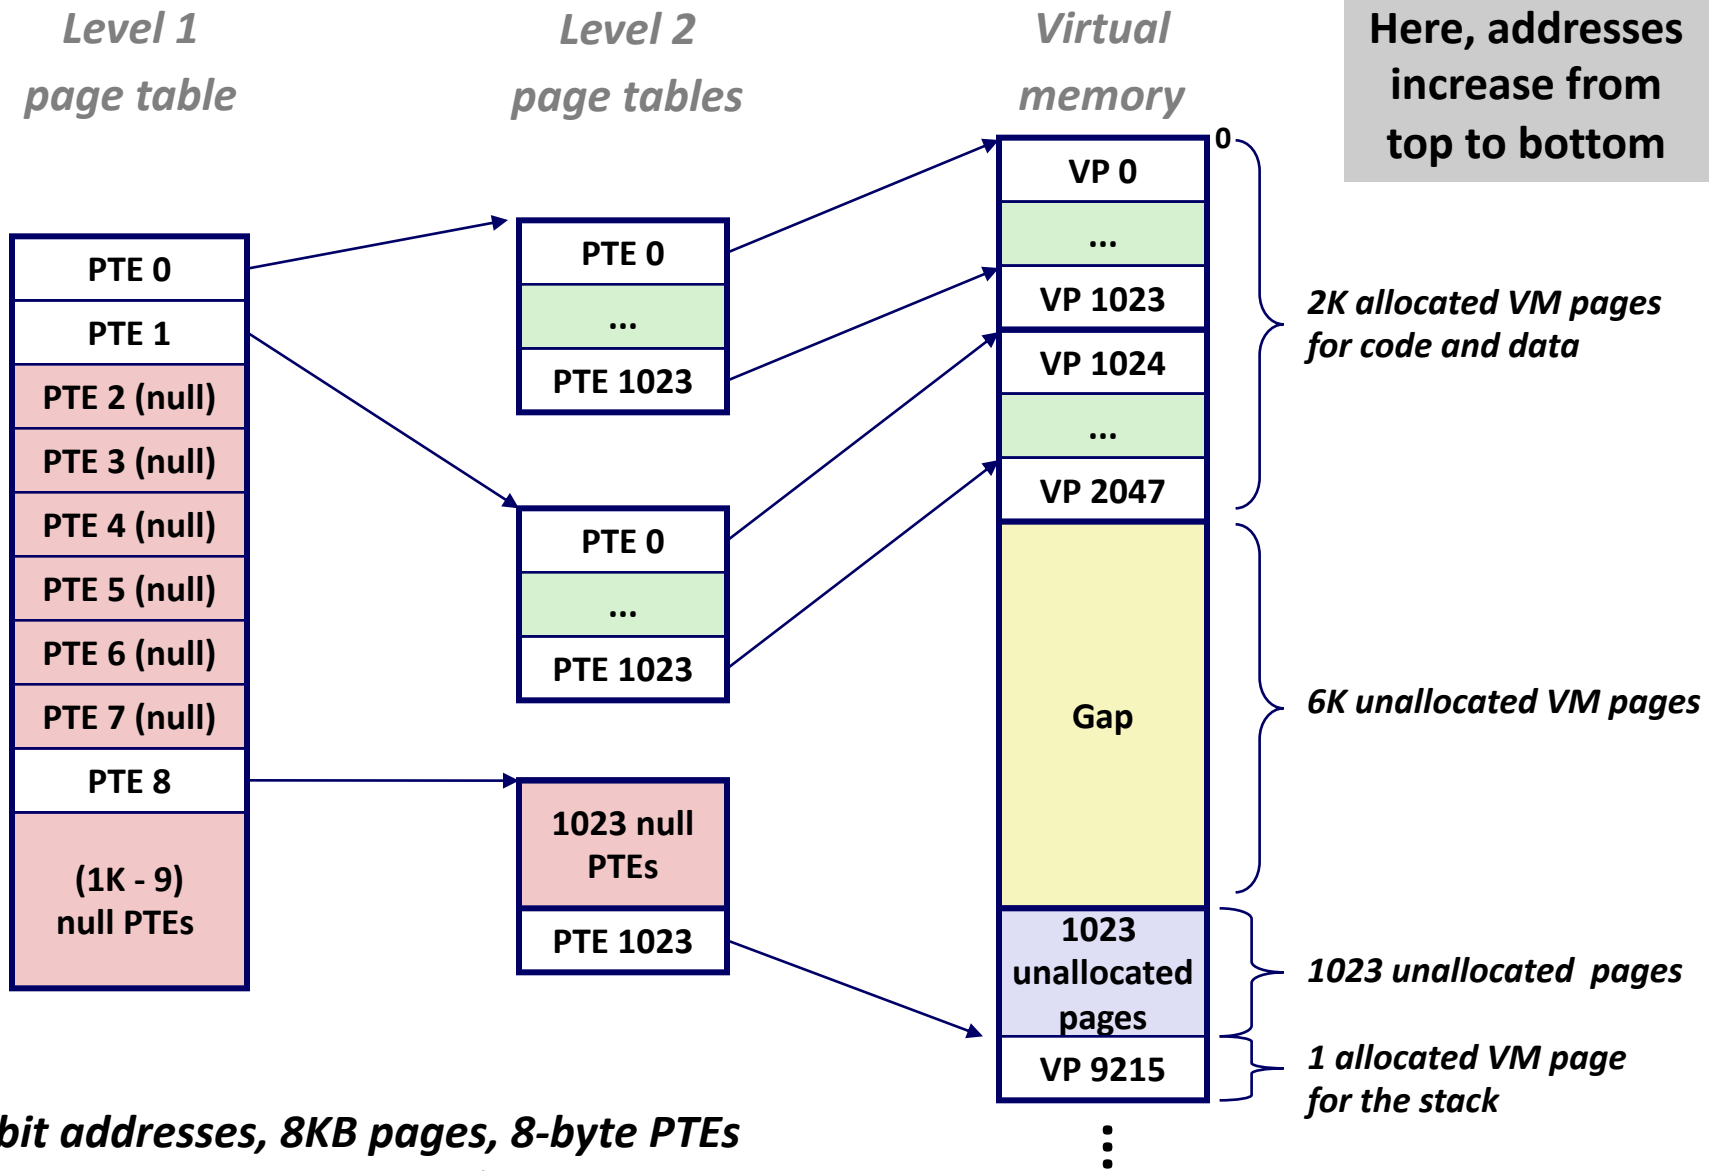 Level 1
page table
Level 2
page tables
Virtual
memory
Here, addresses
increase from
top to bottom
PTE 0
PTE 1
PTE 2 (null)
PTE 3 (null)
PTE 4 (null)
PTE 5 (null)
PTE 6 (null)
PTE 7 (null)
PTE 8
(1K - 9)
null PTEs
PTE 0
...
PTE 1023
PTE 0
...
PTE 1023
1023 null
PTEs
PTE 1023
0
VP 0
...
VP 1023
VP 1024
...
VP 2047
Gap
1023
unallocated
pages
VP 9215
2K allocated VM pages
for code and data
6K unallocated VM pages
1023 unallocated pages
1 allocated VM page
for the stack
bit addresses, 8KB pages, 8-byte PTEs